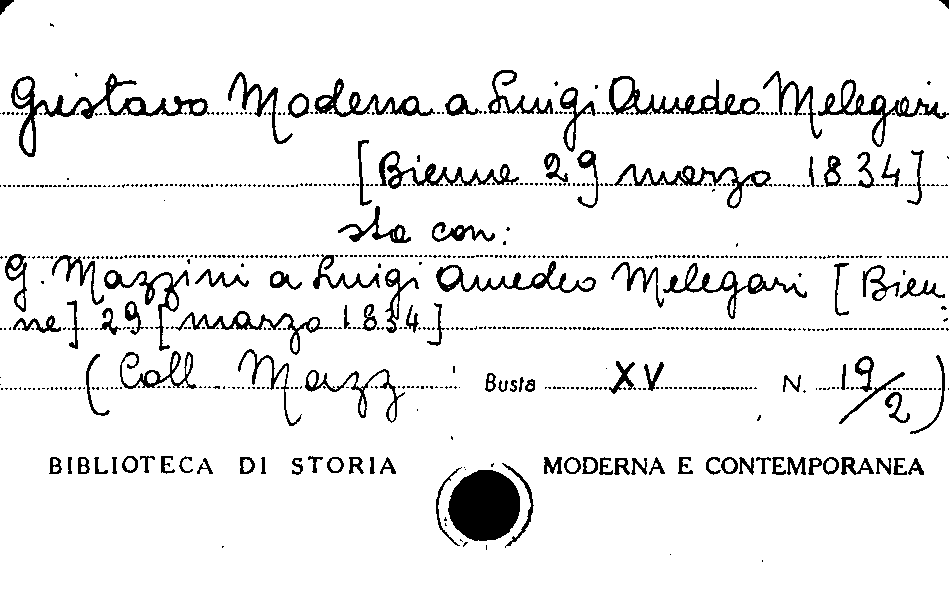 Gustavo Modena a Luigi Amedeo Melegari
[Bienne 29 marzo 1834]
sta con:
G. Mazzini a Luigi Amedeo Melegari [Bien-
ne] 29 [marzo 1834]
(Coll. Mazz. Busta XV N. 19/2)
BIBLIOTECA DI STORIA MODERNA E CONTEMPORANEA